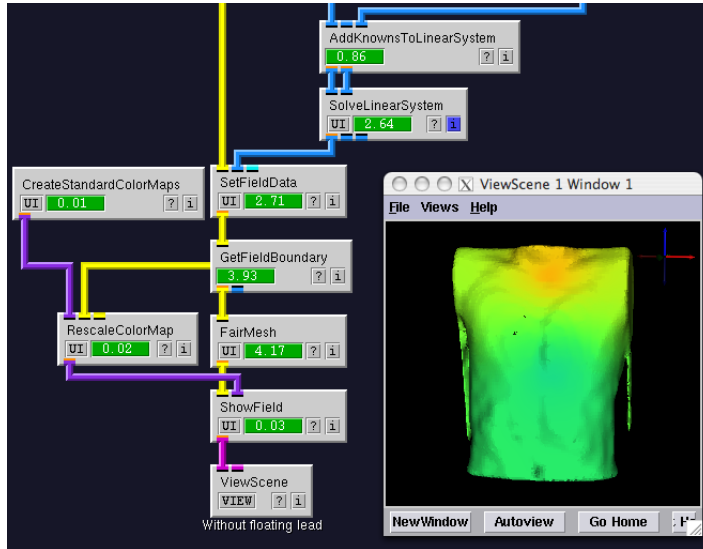 AddKnownsToLinearSystem
0.86 ? i
SolveLinearSystem
UI 2.64 ? i
CreateStandardColorMaps
UI 0.01 ? i
SetFieldData
UI 2.71 ? i
GetFieldBoundary
3.93 ? i
RescaleColorMap
UI 0.02 ? i
FairMesh
UI 4.17 ? i
ShowField
UI 0.03 ? i
ViewScene
VIEW ? i
Without floating lead
X ViewScene 1 Window 1
File Views Help
NewWindow Autoview Go Home